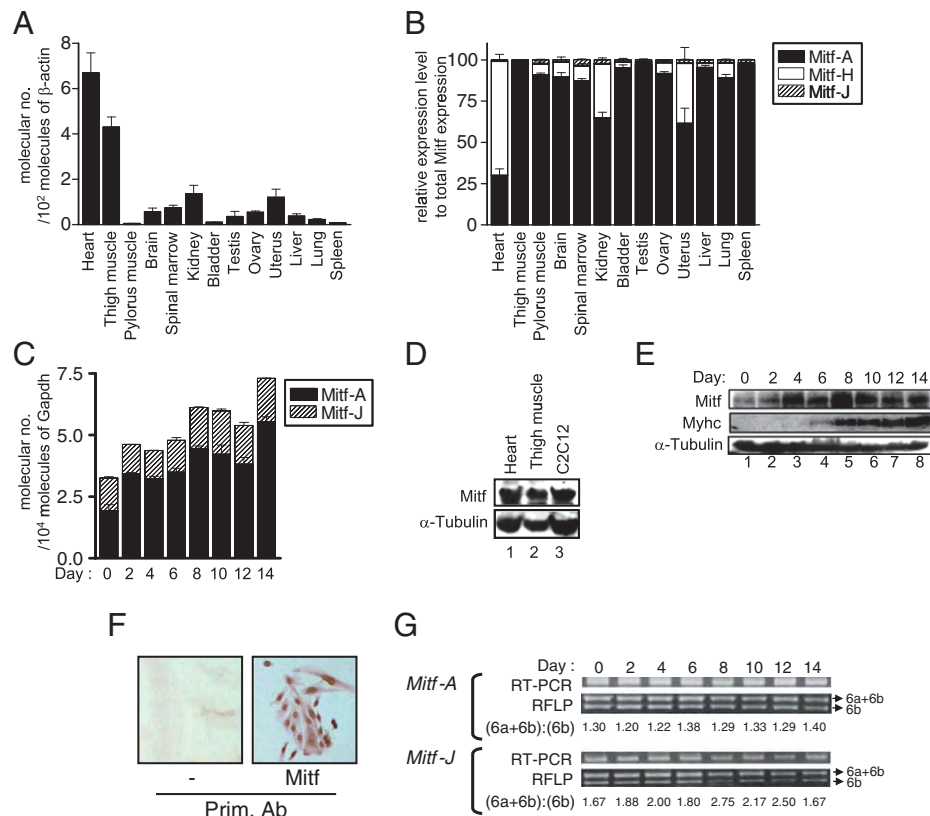 A
molecular no.
/10² molecules of β-actin
8
6
4
2
0
Heart
Thigh muscle
Pylorus muscle
Brain
Spinal marrow
Kidney
Bladder
Testis
Ovary
Uterus
Liver
Lung
Spleen
B
relative expression level
to total Mitf expression
100
75
50
25
0
Heart
Thigh muscle
Pylorus muscle
Brain
Spinal marrow
Kidney
Bladder
Testis
Ovary
Uterus
Liver
Lung
Spleen
Mitf-A
Mitf-H
Mitf-J
C
molecular no.
/10⁴ molecules of Gapdh
7.5
5.0
2.5
0.0
Day : 0 2 4 6 8 10 12 14
Mitf-A
Mitf-J
D
Heart
Thigh muscle
C2C12
Mitf
α-Tubulin
1 2 3
E
Day: 0 2 4 6 8 10 12 14
Mitf
Myhc
α-Tubulin
1 2 3 4 5 6 7 8
F
- Mitf
Prim. Ab
G
Day : 0 2 4 6 8 10 12 14
Mitf-A
RT-PCR
RFLP 6a+6b
6b
(6a+6b):(6b) 1.30 1.20 1.22 1.38 1.29 1.33 1.29 1.40
Mitf-J
RT-PCR
RFLP 6a+6b
6b
(6a+6b):(6b) 1.67 1.88 2.00 1.80 2.75 2.17 2.50 1.67